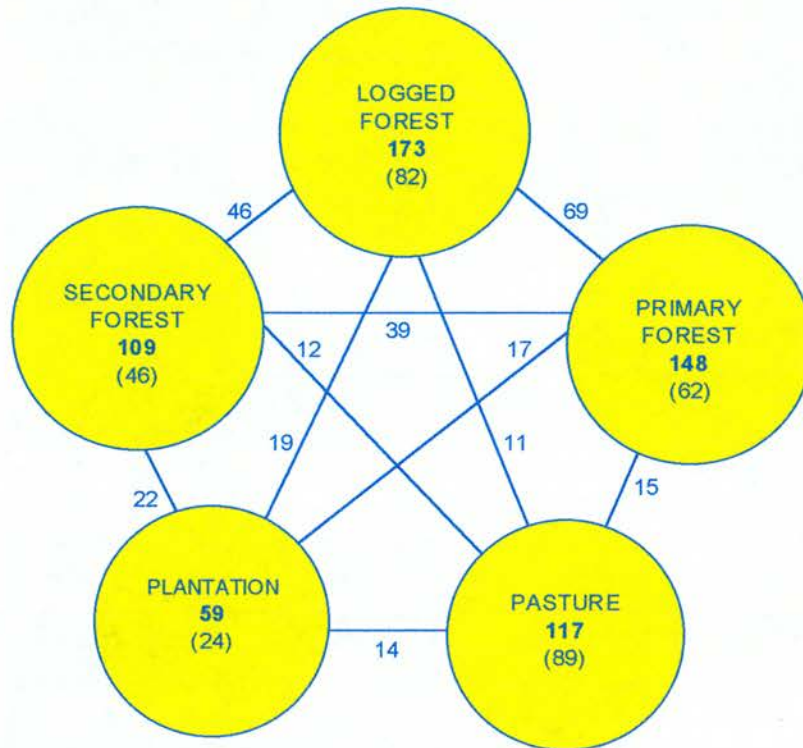 LOGGED
FOREST
173
(82)
46
69
SECONDARY
FOREST
109
(46)
PRIMARY
FOREST
148
(62)
39
12
17
19
11
22
15
PLANTATION
59
(24)
PASTURE
117
(89)
14